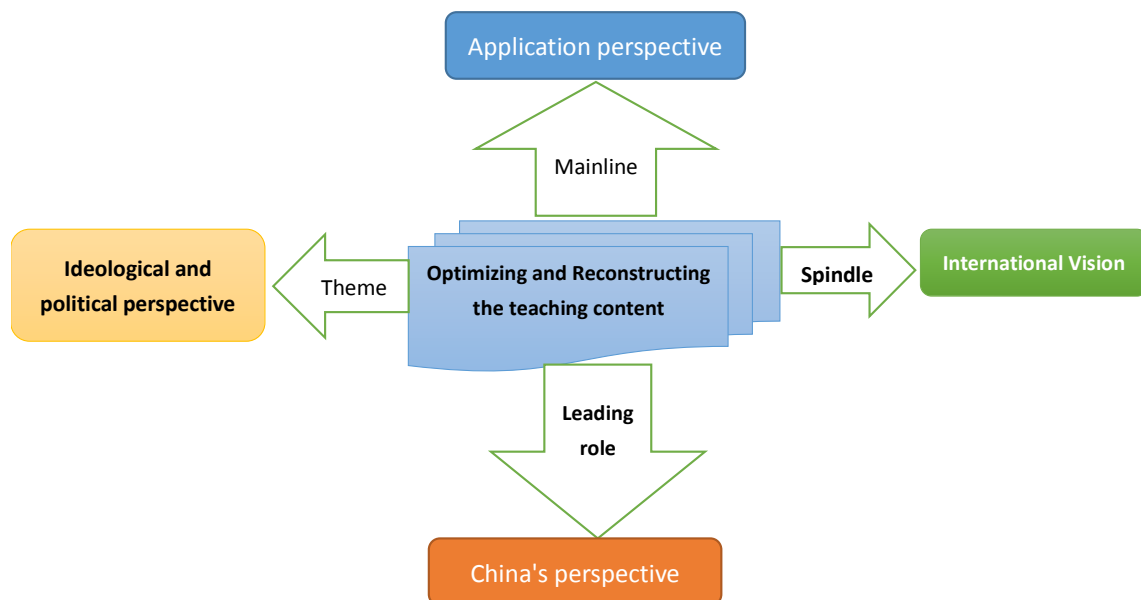 Application perspective
Mainline
Ideological and
political perspective
Theme
Optimizing and Reconstructing
the teaching content
Spindle
International Vision
Leading
role
China's perspective